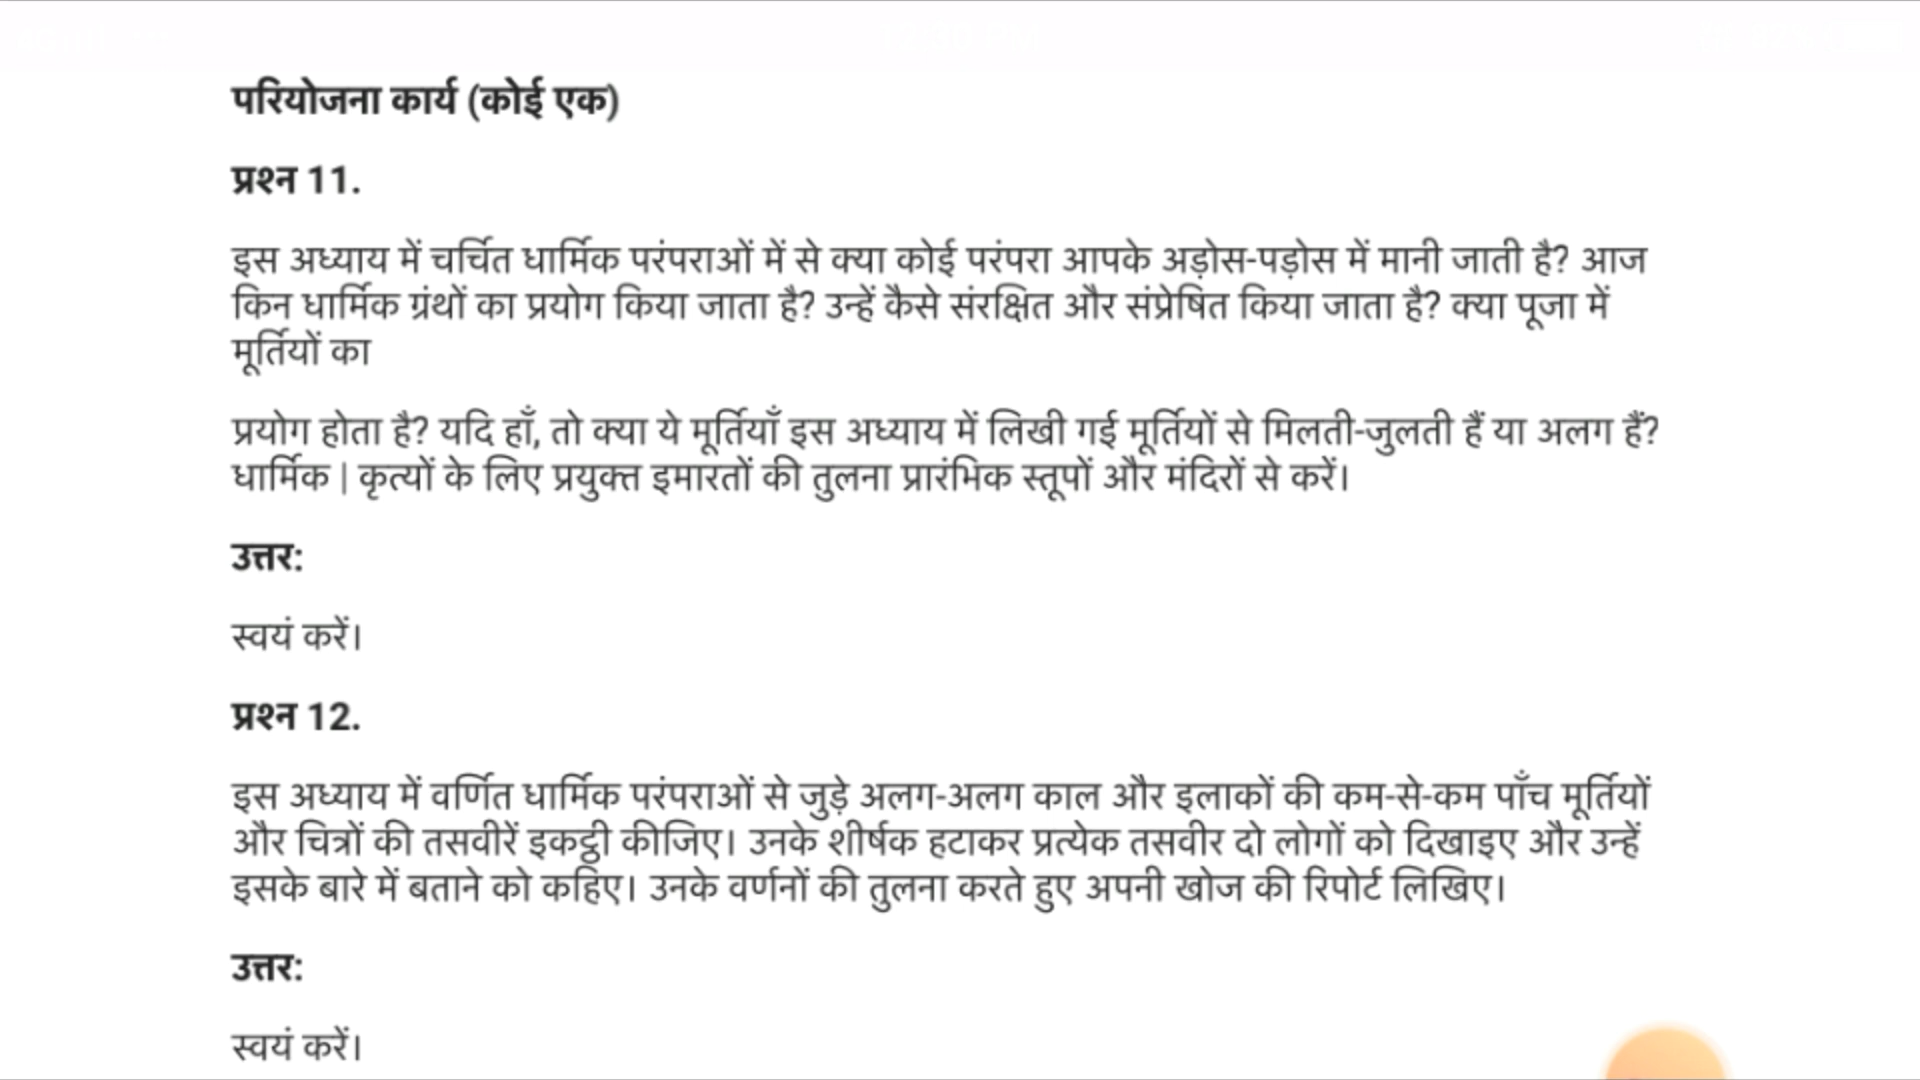 परियोजना कार्य (कोई एक)
प्रश्न 11.
इस अध्याय में चर्चित धार्मिक परंपराओं में से क्या कोई परंपरा आपके अड़ोस-पड़ोस में मानी जाती है? आज
किन धार्मिक ग्रंथों का प्रयोग किया जाता है? उन्हें कैसे संरक्षित और संप्रेषित किया जाता है? क्या पूजा में
मूर्तियों का
प्रयोग होता है? यदि हाँ, तो क्या ये मूर्तियाँ इस अध्याय में लिखी गई मूर्तियों से मिलती-जुलती हैं या अलग हैं?
धार्मिक | कृत्यों के लिए प्रयुक्त इमारतों की तुलना प्रारंभिक स्तूपों और मंदिरों से करें।
उत्तर:
स्वयं करें।
प्रश्न 12.
इस अध्याय में वर्णित धार्मिक परंपराओं से जुड़े अलग-अलग काल और इलाकों की कम-से-कम पाँच मूर्तियों
और चित्रों की तसवीरें इकट्ठी कीजिए। उनके शीर्षक हटाकर प्रत्येक तसवीर दो लोगों को दिखाइए और उन्हें
इसके बारे में बताने को कहिए। उनके वर्णनों की तुलना करते हुए अपनी खोज की रिपोर्ट लिखिए।
उत्तर:
स्वयं करें।